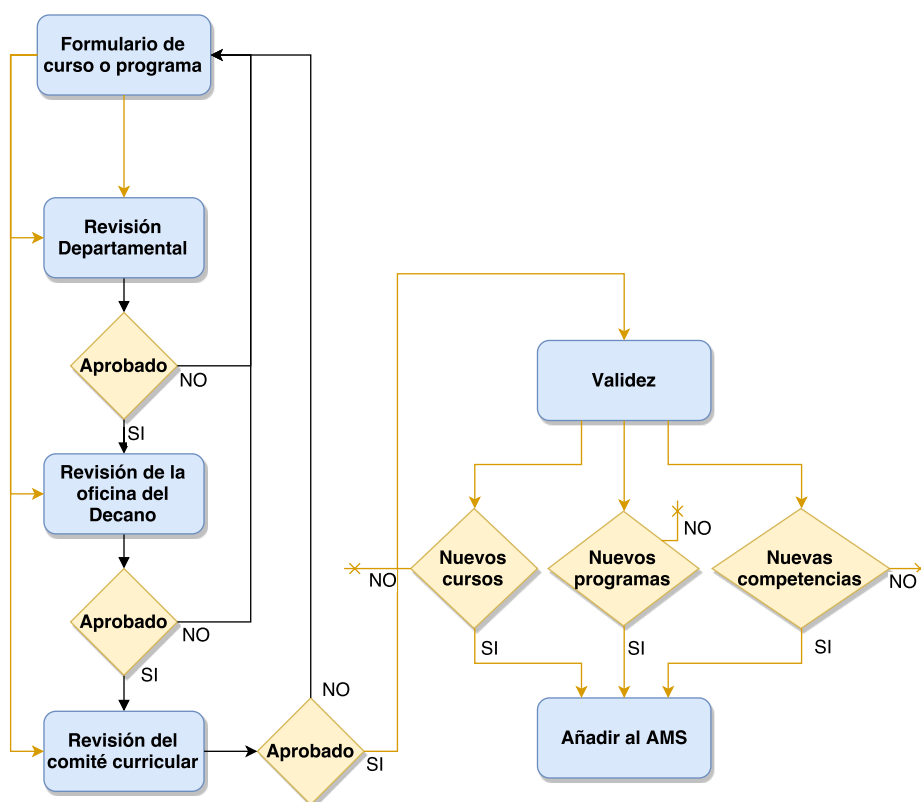 Formulario de
curso o programa
Revisión
Departamental
Aprobado
NO
SI
Revisión de la
oficina del
Decano
Aprobado
NO
SI
Revisión del
comité curricular
Aprobado
NO
SI
Validez
Nuevos
cursos
NO
SI
Nuevos
programas
NO
SI
Nuevas
competencias
NO
SI
Añadir al AMS